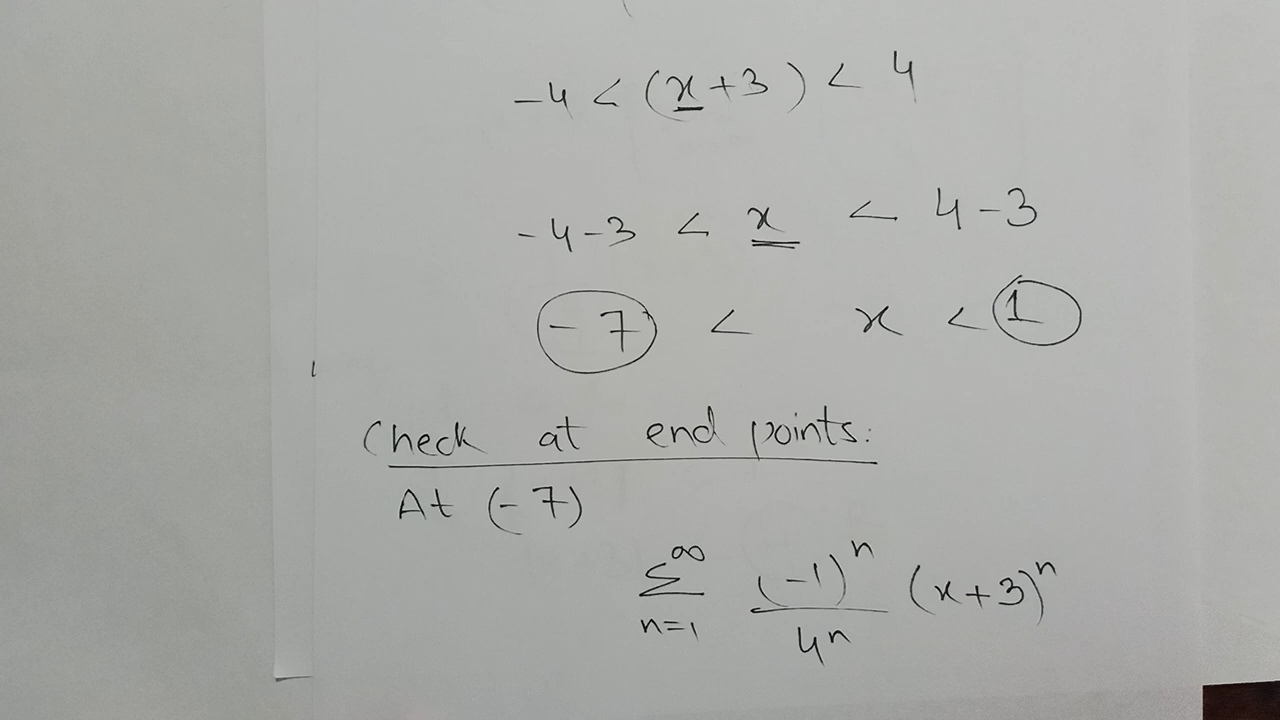 -4 < (x+3) < 4
-4-3 < x < 4-3
-7 < x < 1
Check at end points:
At (-7)
∞
Σ (-1)^n / 4^n (x+3)^n
n=1